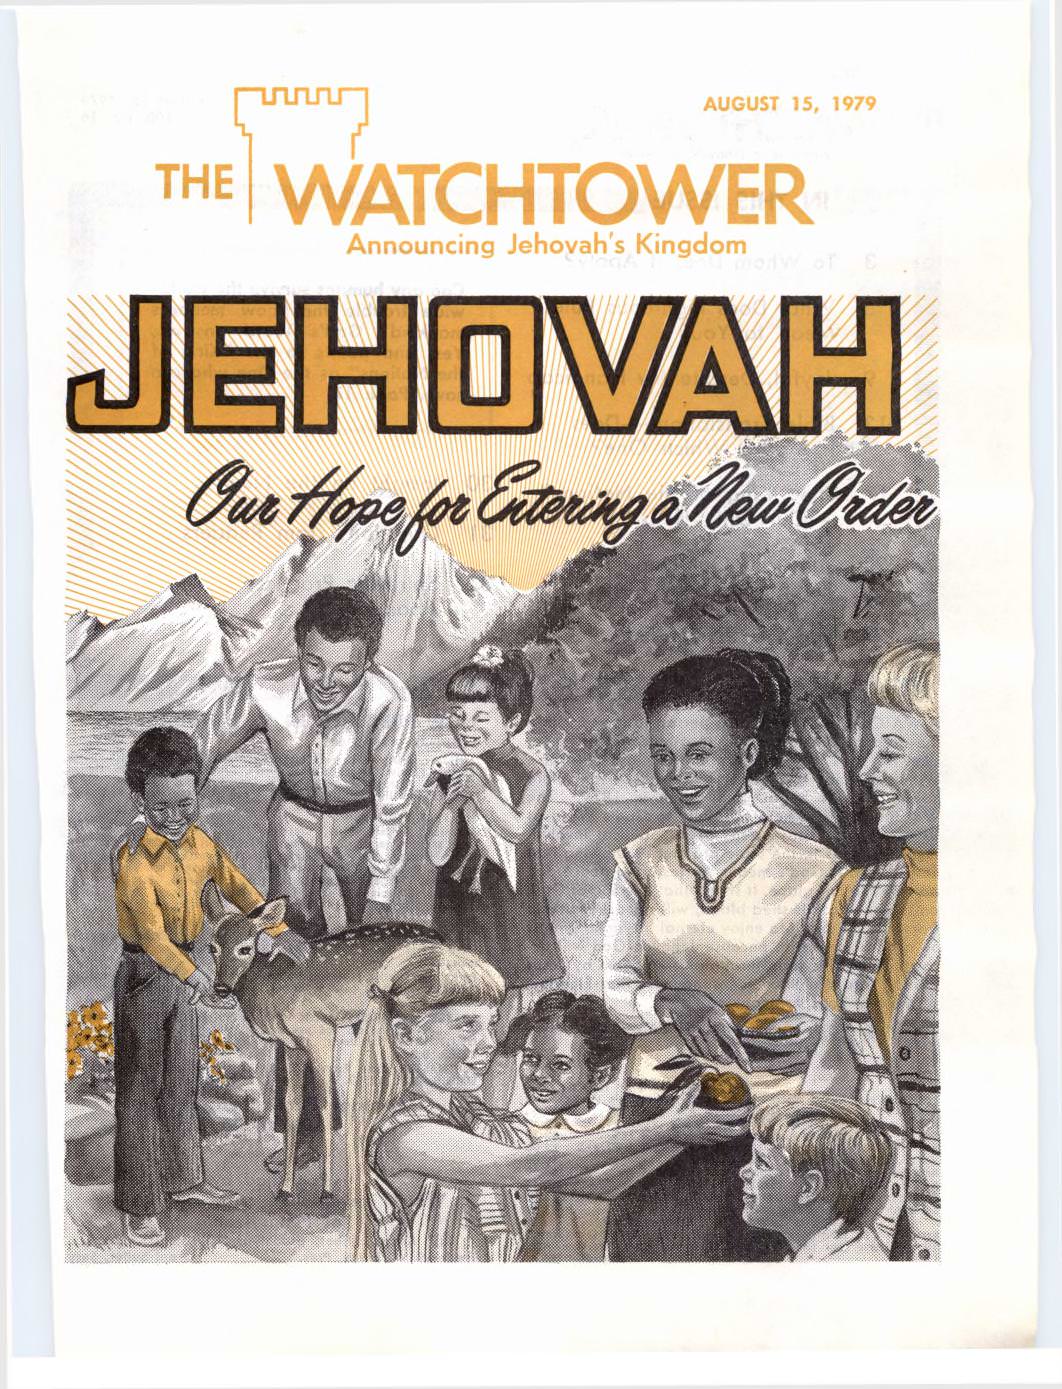 AUGUST 15, 1979
THE WATCHTOWER
Announcing Jehovah's Kingdom
JEHOVAH
Our Hope for Entering a New Order